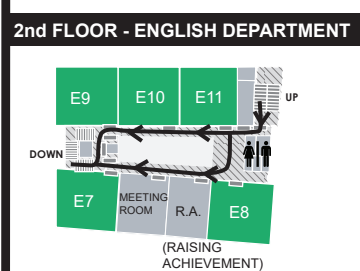 2nd FLOOR - ENGLISH DEPARTMENT
E9
E10
E11
UP
DOWN
E7
MEETING
ROOM
R.A.
E8
(RAISING
ACHIEVEMENT)